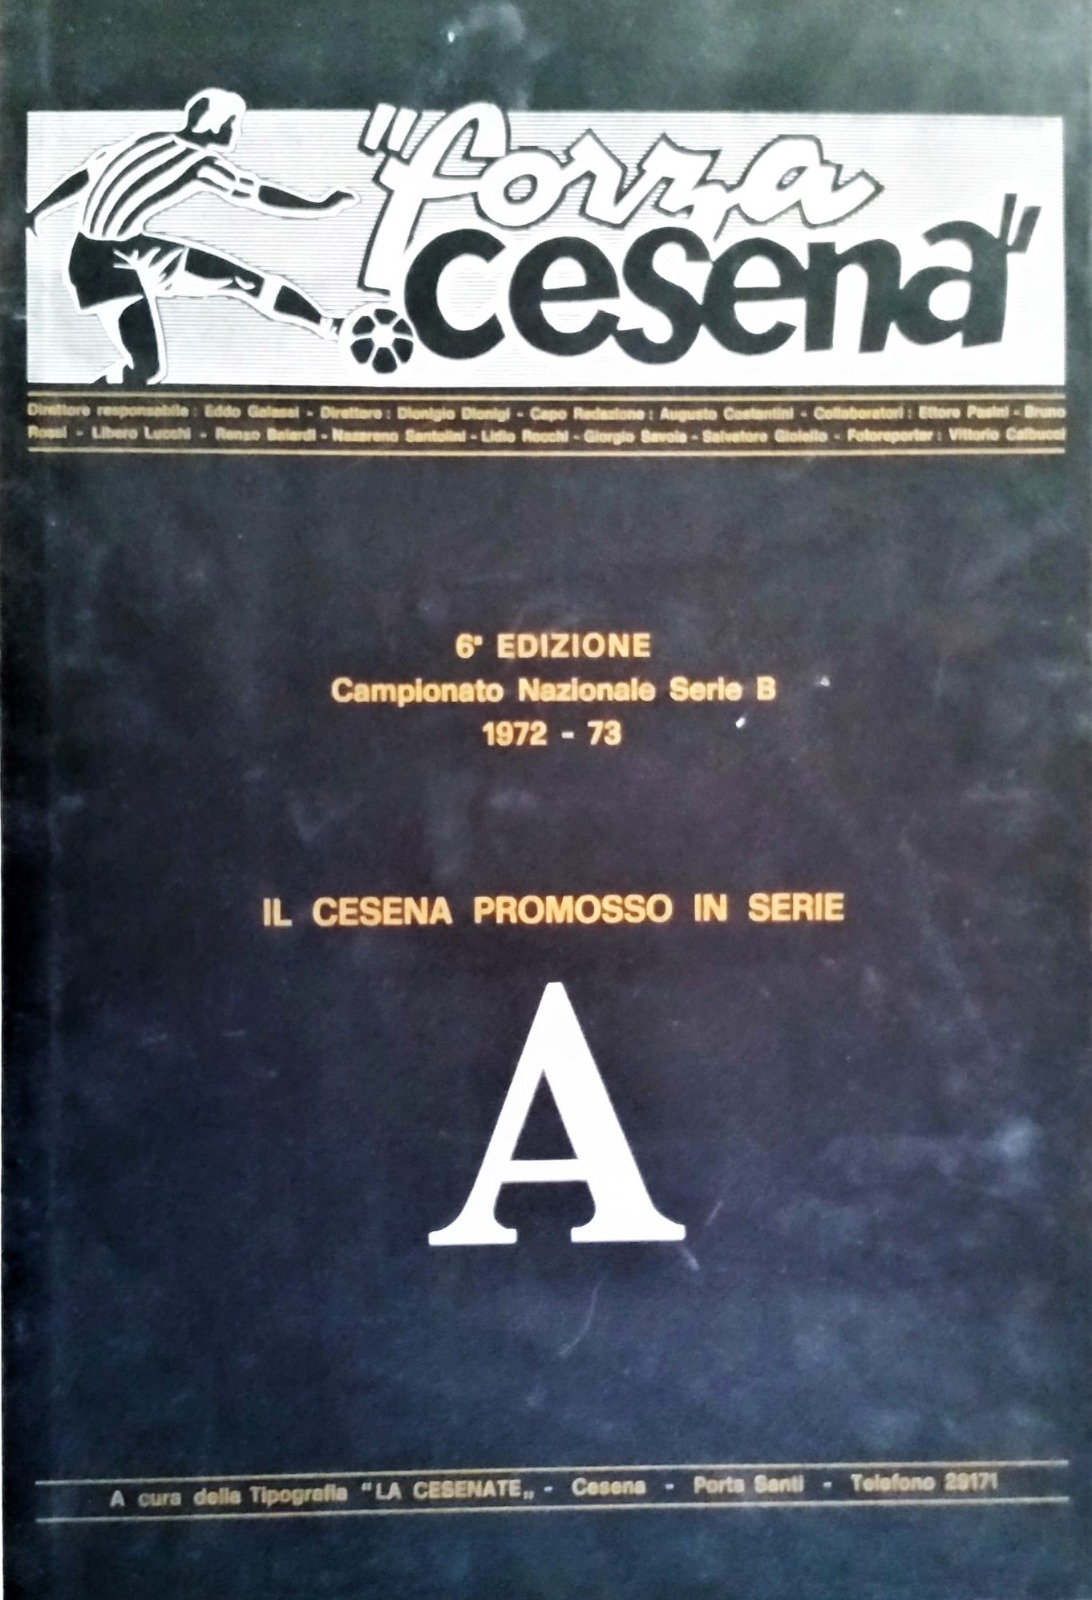 "forza
cesena"
Direttore responsabile : Eddo Galassi - Direttore : Dionigio Dionigi - Capo Redazione : Augusto Costantini - Collaboratori : Ettore Pasini - Bruno
Rossi - Libero Lucchi - Renzo Belardi - Nazareno Santolini - Lidio Rocchi - Giorgio Savoia - Salvatore Gioiello - Fotoreporter : Vittorio Calbucci
6ª EDIZIONE
Campionato Nazionale Serie B
1972 - 73
IL CESENA PROMOSSO IN SERIE
A
A cura della Tipografia "LA CESENATE„ - Cesena - Porta Santi - Telefono 29171